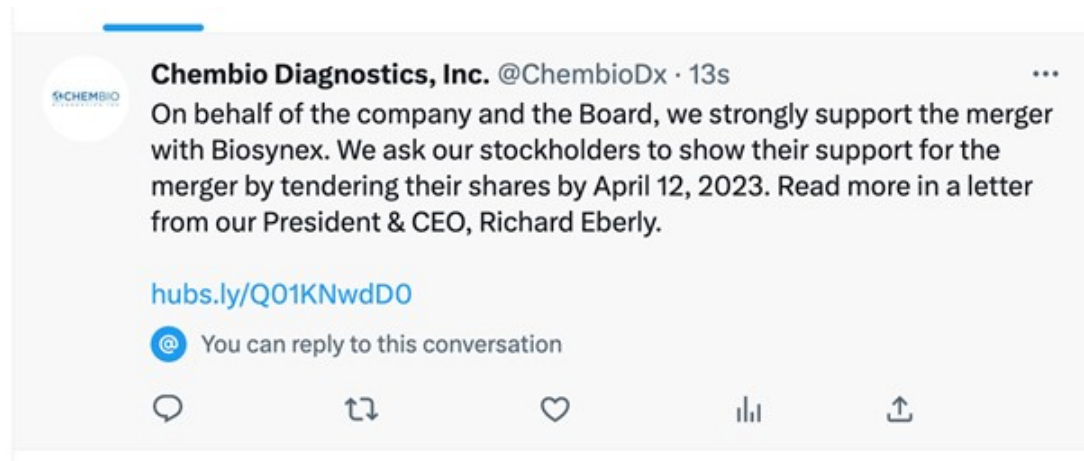 Chembio Diagnostics, Inc. @ChembioDx · 13s
CHEMBIO
On behalf of the company and the Board, we strongly support the merger
with Biosynex. We ask our stockholders to show their support for the
merger by tendering their shares by April 12, 2023. Read more in a letter
from our President & CEO, Richard Eberly.
hubs.ly/Q01KNwdD0
@ You can reply to this conversation